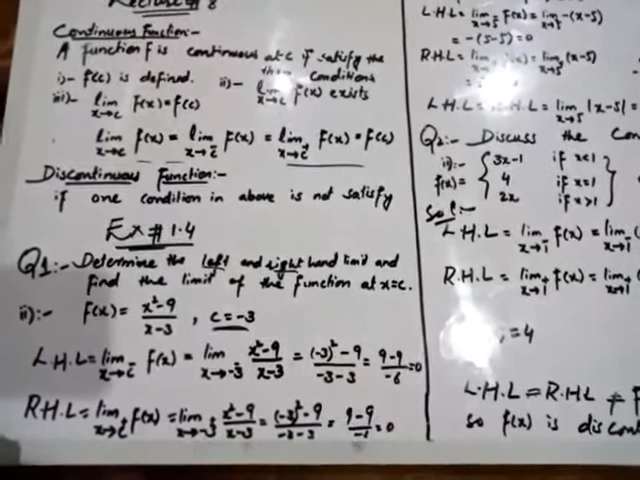 Lecture # 8
Continuous Function:-
A function f is continuous at c if satisfy the
three conditions
i)- f(c) is defined. ii)- lim x→c f(x) exists
iii)- lim x→c f(x) = f(c)
lim x→c f(x) = lim x→c⁻ f(x) = lim x→c⁺ f(x) = f(c)
Discontinuous Function:-
if one condition in above is not satisfy
Ex # 1.4
Q1:- Determine the left and right hand limit and
find the limit of the function at x=c.
ii):- f(x) = x²-9 / x-3 , c = -3
L.H.L = lim x→c⁻ f(x) = lim x→-3⁻ x²-9 / x-3 = (-3)²-9 / -3-3 = 9-9 / -6 = 0
R.H.L = lim x→c⁺ f(x) = lim x→-3⁺ x²-9 / x-3 = (-3)²-9 / -3-3 = 9-9 / -6 = 0
L.H.L = lim x→5⁻ f(x) = lim x→5⁻ -(x-5)
= -(5-5) = 0
R.H.L = lim x→5 (x-5)
L.H.L = lim x→5 |x-5| =
Q2:- Discuss the
ii):-
f(x) = { 3x-1 if x<1
4 if x=1
2x if x>1 }
Sol:-
L.H.L = lim x→1⁻ f(x) = lim x→1
R.H.L = lim x→1⁺ f(x) = lim x→1
= 4
L.H.L = R.H.L ≠
so f(x) is